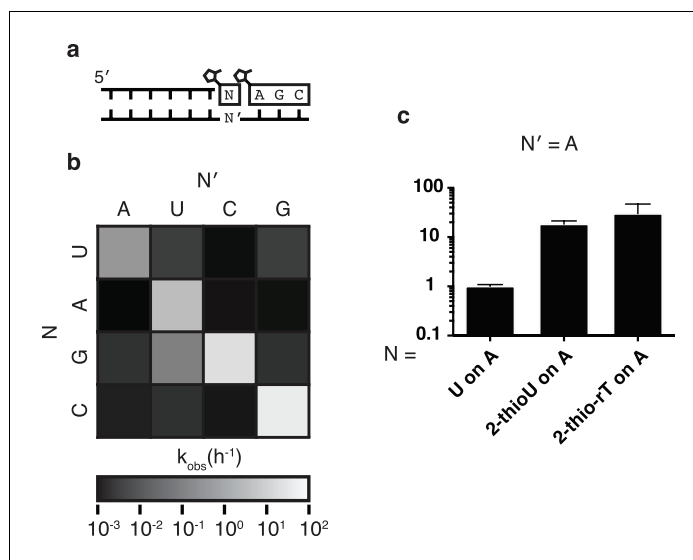 a
5′
N A G C
N′
b
N′
A U C G
U
A
G
C
N
k_obs(h⁻¹)
10⁻³ 10⁻² 10⁻¹ 10⁰ 10¹ 10²
c
N′ = A
100
10
1
0.1
N =
U on A
2-thioU on A
2-thio-rT on A